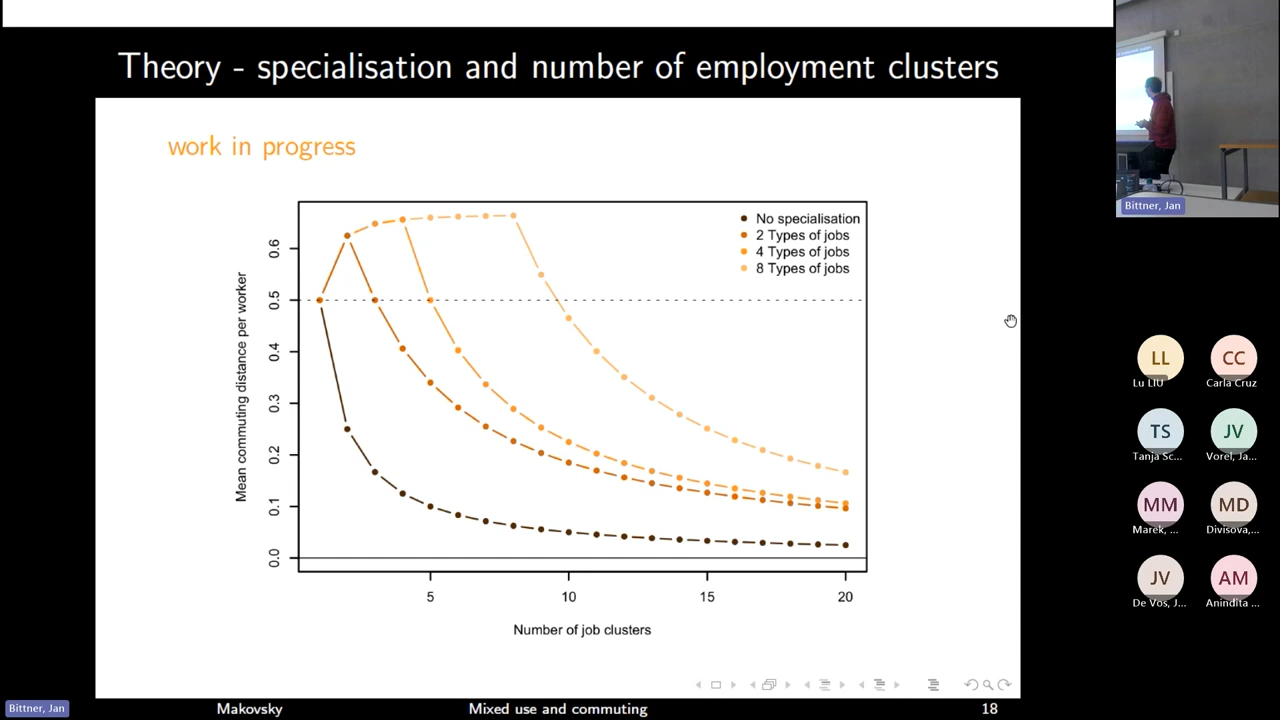 Theory - specialisation and number of employment clusters
work in progress
No specialisation
2 Types of jobs
4 Types of jobs
8 Types of jobs
Mean commuting distance per worker
0.6
0.5
0.4
0.3
0.2
0.1
0.0
5 10 15 20
Number of job clusters
Makovsky Mixed use and commuting 18
Bittner, Jan
Bittner, Jan
LL CC
Lu LIU Carla Cruz
TS JV
Tanja Sc... Vorel, Ja...
MM MD
Marek, ... Divisova,...
JV AM
De Vos, J... Anindita ...